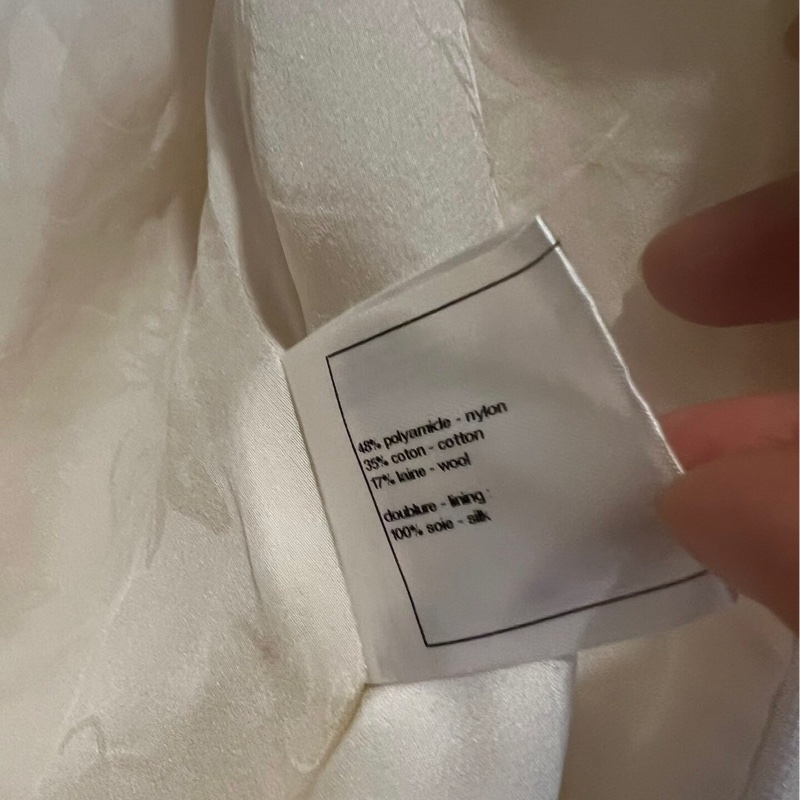 48% polyamide - nylon
35% coton - cotton
17% laine - wool
doublure - lining :
100% soie - silk